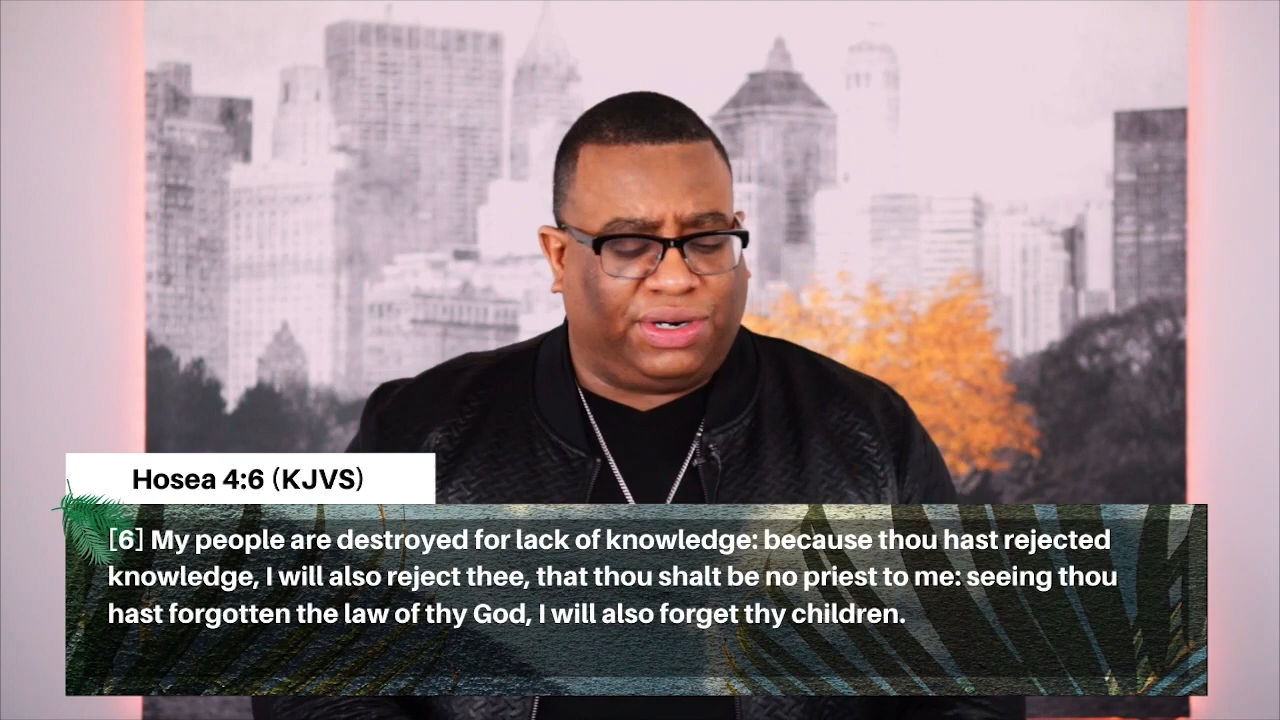 Hosea 4:6 (KJVS)
[6] My people are destroyed for lack of knowledge: because thou hast rejected
knowledge, I will also reject thee, that thou shalt be no priest to me: seeing thou
hast forgotten the law of thy God, I will also forget thy children.